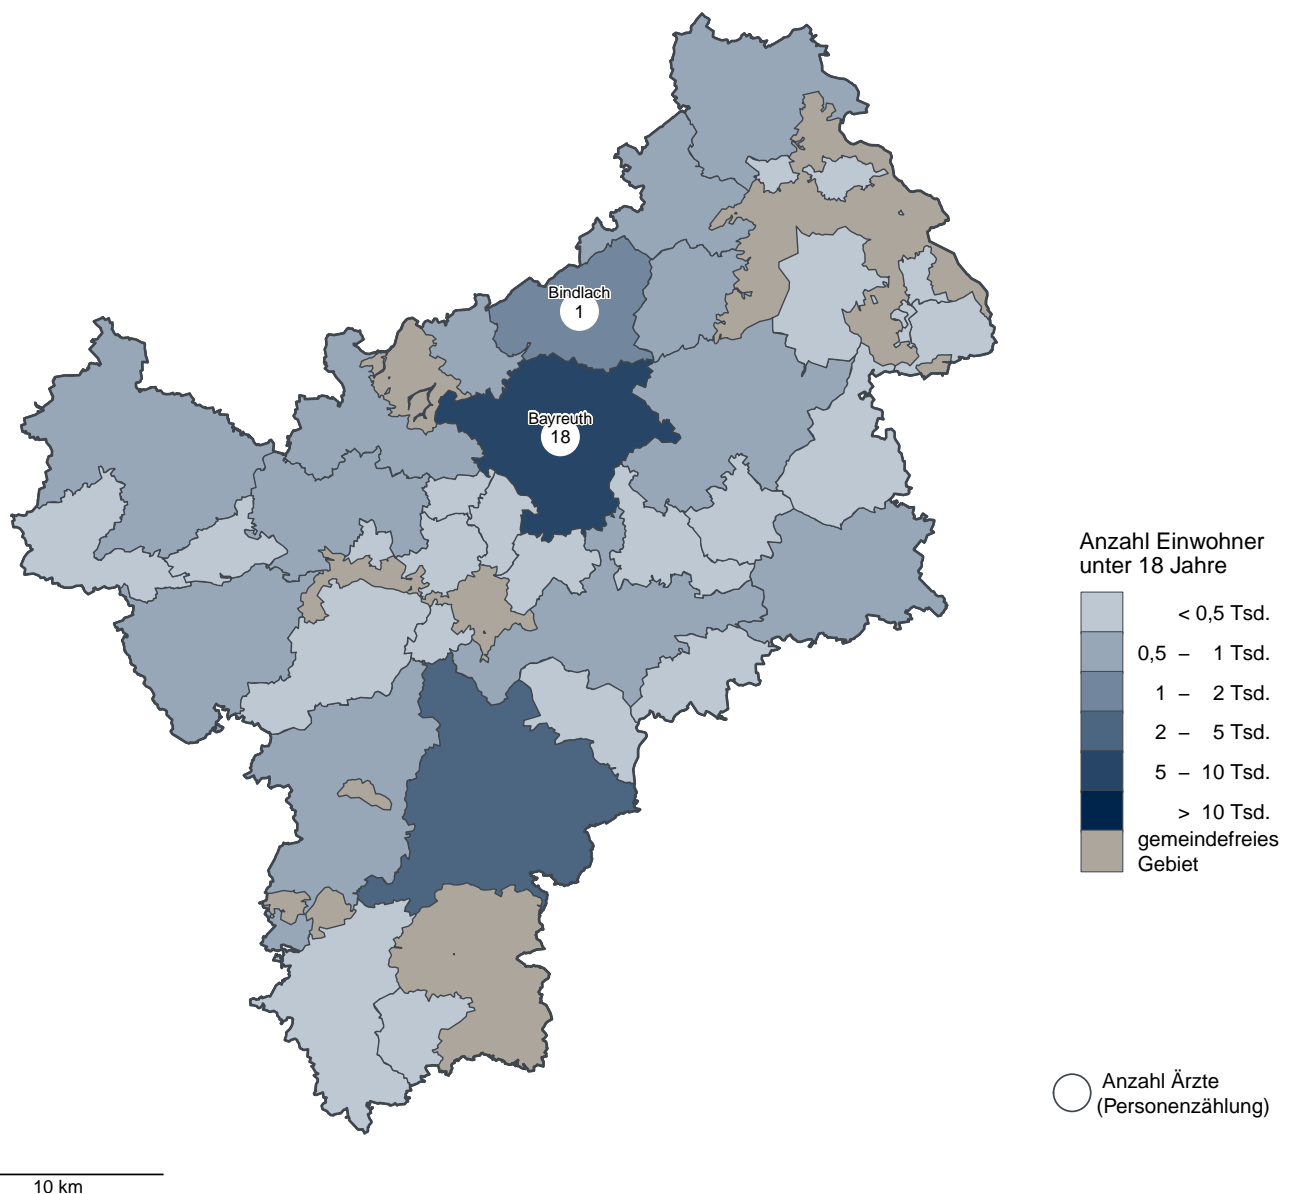 Bindlach
1
Bayreuth
18
Anzahl Einwohner
unter 18 Jahre
< 0,5 Tsd.
0,5 – 1 Tsd.
1 – 2 Tsd.
2 – 5 Tsd.
5 – 10 Tsd.
> 10 Tsd.
gemeindefreies
Gebiet
Anzahl Ärzte
(Personenzählung)
10 km